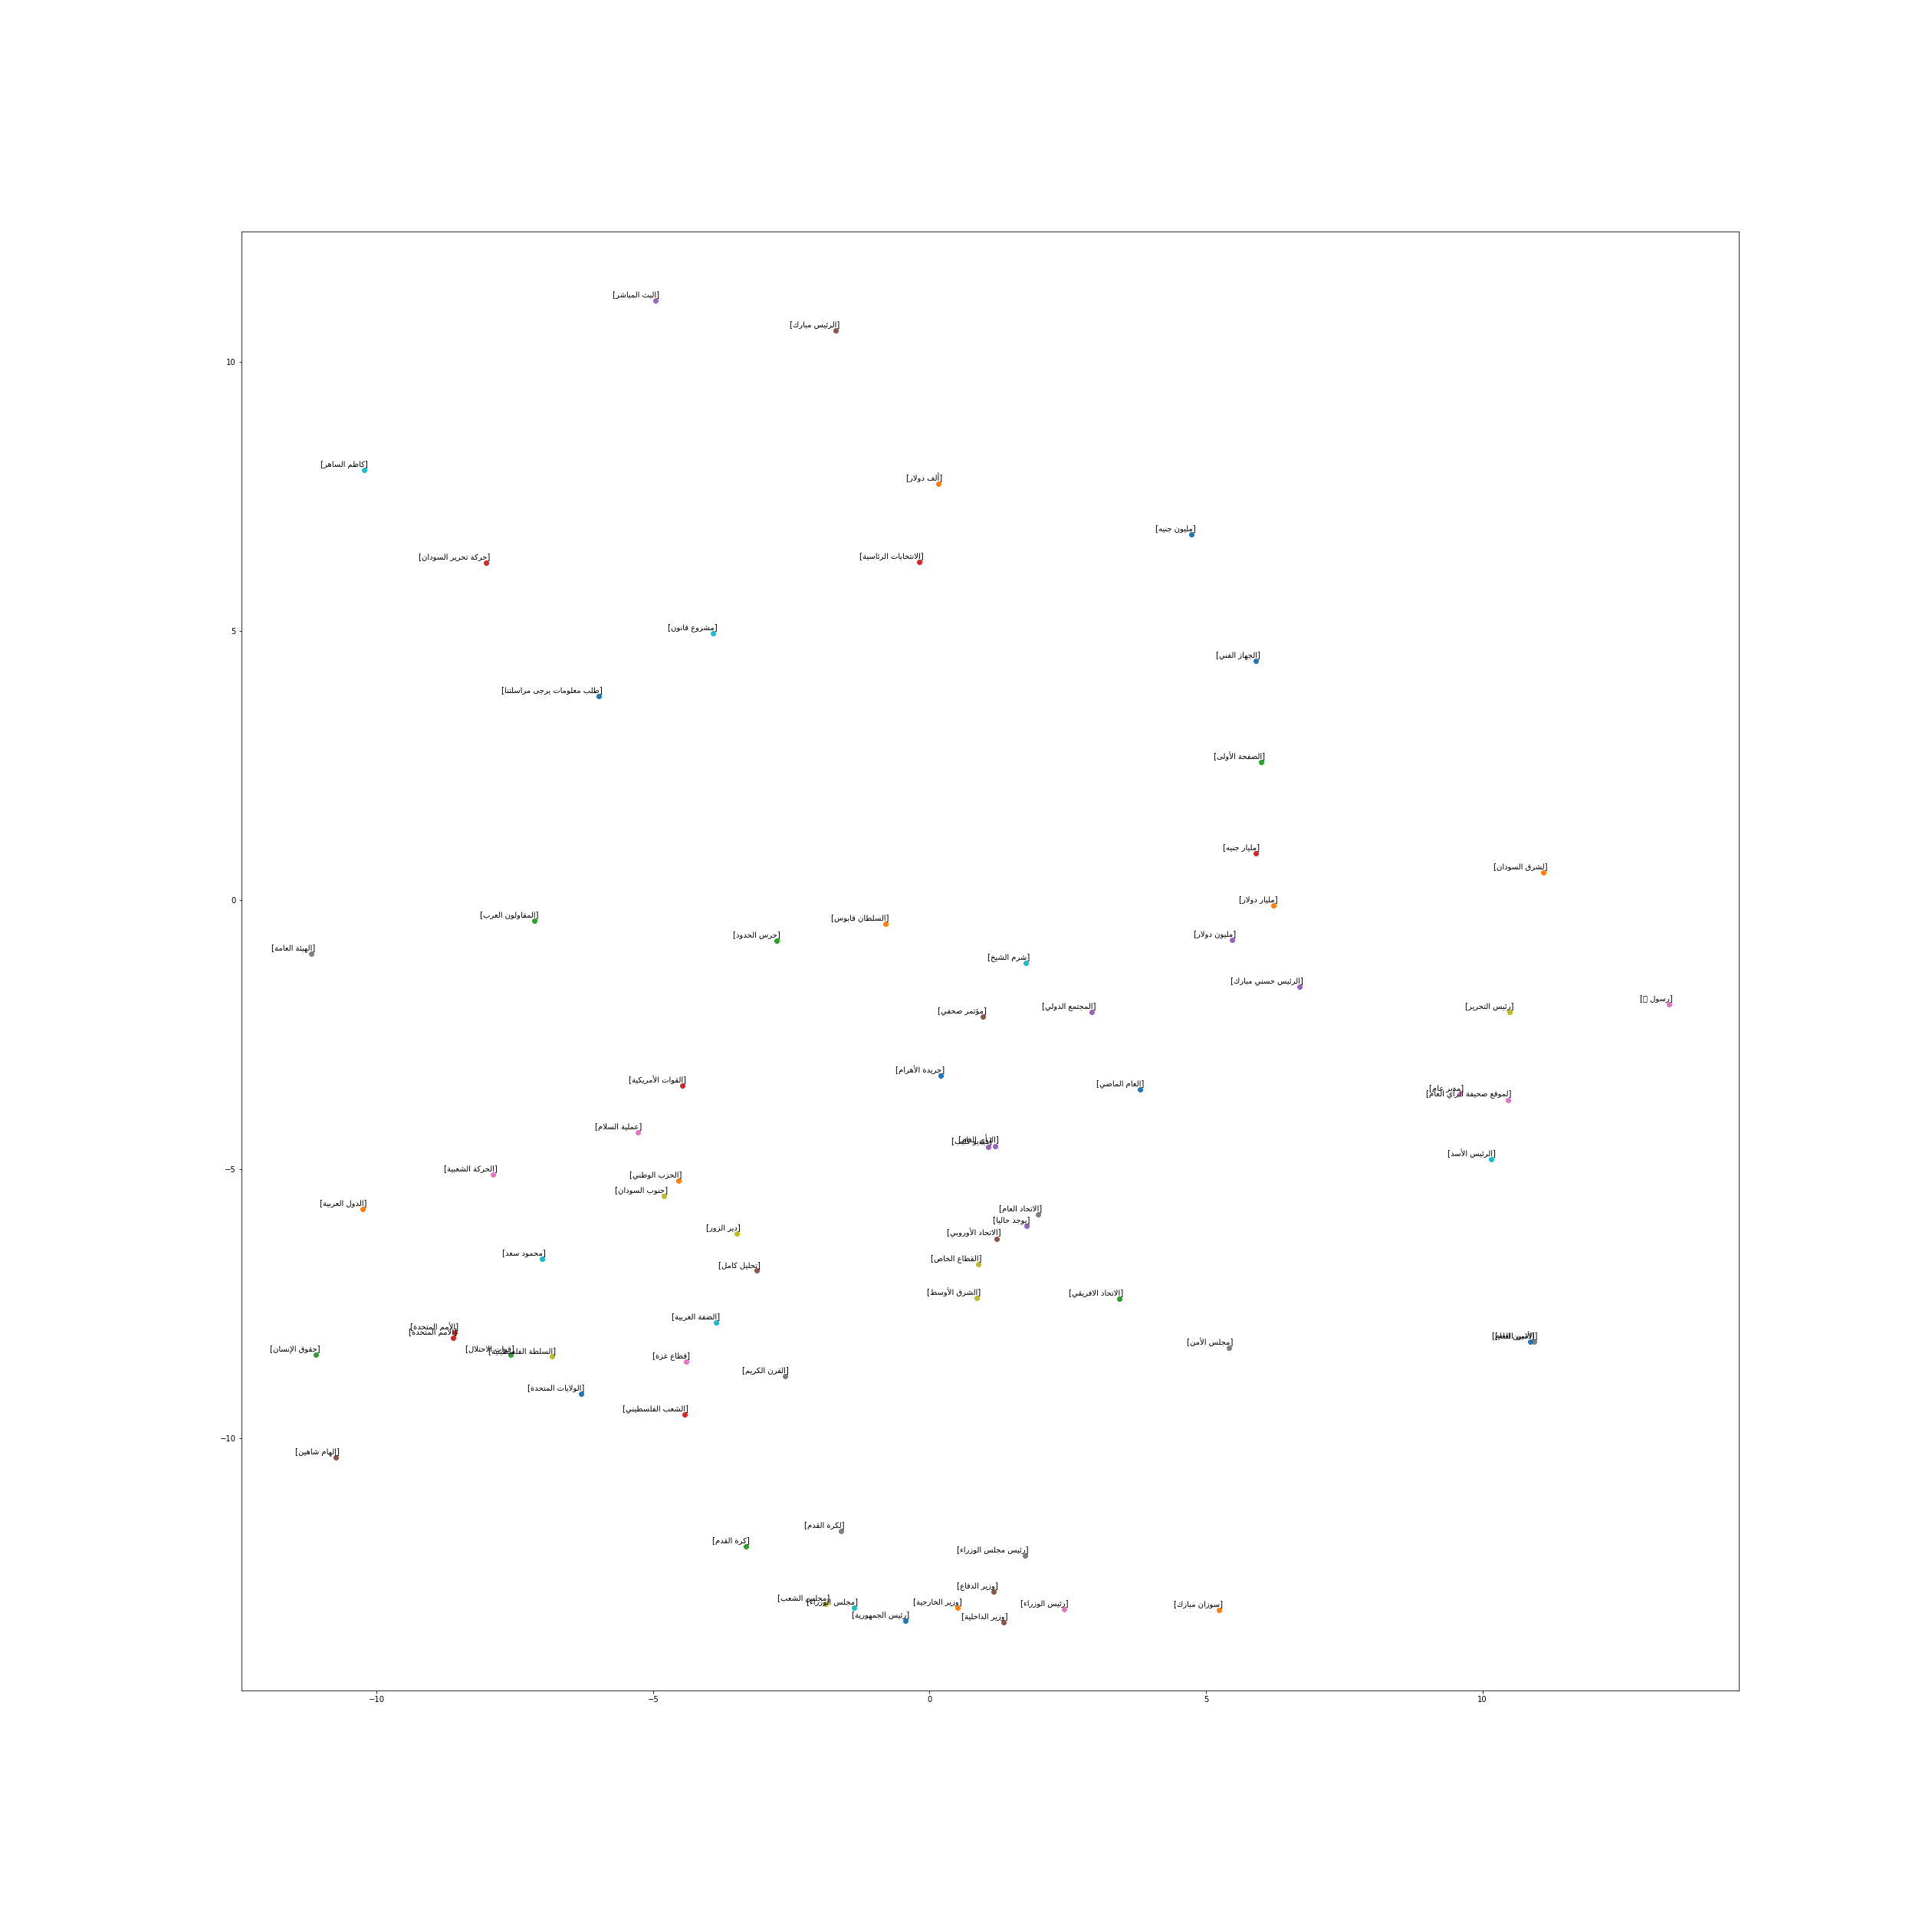 [البث المباشر]
[الرئيس مبارك]
10
[كاظم الساهر]
[ألف دولار]
[مليون جنيه]
[الانتخابات الرئاسية]
[حركة تحرير السودان]
5
[مشروع قانون]
[الجهاز الفني]
[طلب معلومات يرجى مراسلتنا]
[الصفحة الأولى]
[مليار جنيه]
[لشرق السودان]
0
[مليار دولار]
[المقاولون العرب]
[السلطان قابوس]
[حرس الحدود]
[مليون دولار]
[الهيئة العامة]
[شرم الشيخ]
[الرئيس حسني مبارك]
[رسول]
[رئيس التحرير]
[المجتمع الدولي]
[مؤتمر صحفي]
[جريدة الأهرام]
[القوات الأمريكية]
[العام الماضي]
[مدير عام]
[لموقع صحيفة الرأي العام]
[عملية السلام]
[الرئيس الأسد]
−5
[الحركة الشعبية]
[الحزب الوطني]
[جنوب السودان]
[الدول العربية]
[الاتحاد العام]
[يوجد حاليا]
[دير الزور]
[الاتحاد الأوروبي]
[محمود سعد]
[القطاع الخاص]
[تحليل كامل]
[الشرق الأوسط]
[الاتحاد الافريقي]
[الضفة الغربية]
[الأمم المتحدة]
[الأمم المتحدة]
[مجلس الأمن]
[حقوق الإنسان]
[قوات الاحتلال]
[السلطة الفلسطينية]
[قطاع غزة]
[القرن الكريم]
[الولايات المتحدة]
[الشعب الفلسطيني]
−10
[إلهام شاهين]
[لكرة القدم]
[كرة القدم]
[رئيس مجلس الوزراء]
[وزير الدفاع]
[مجلس الشعب]
[مجلس الوزراء]
[وزير الخارجية]
[رئيس الوزراء]
[سوزان مبارك]
[رئيس الجمهورية]
[وزير الداخلية]
−10
−5
0
5
10